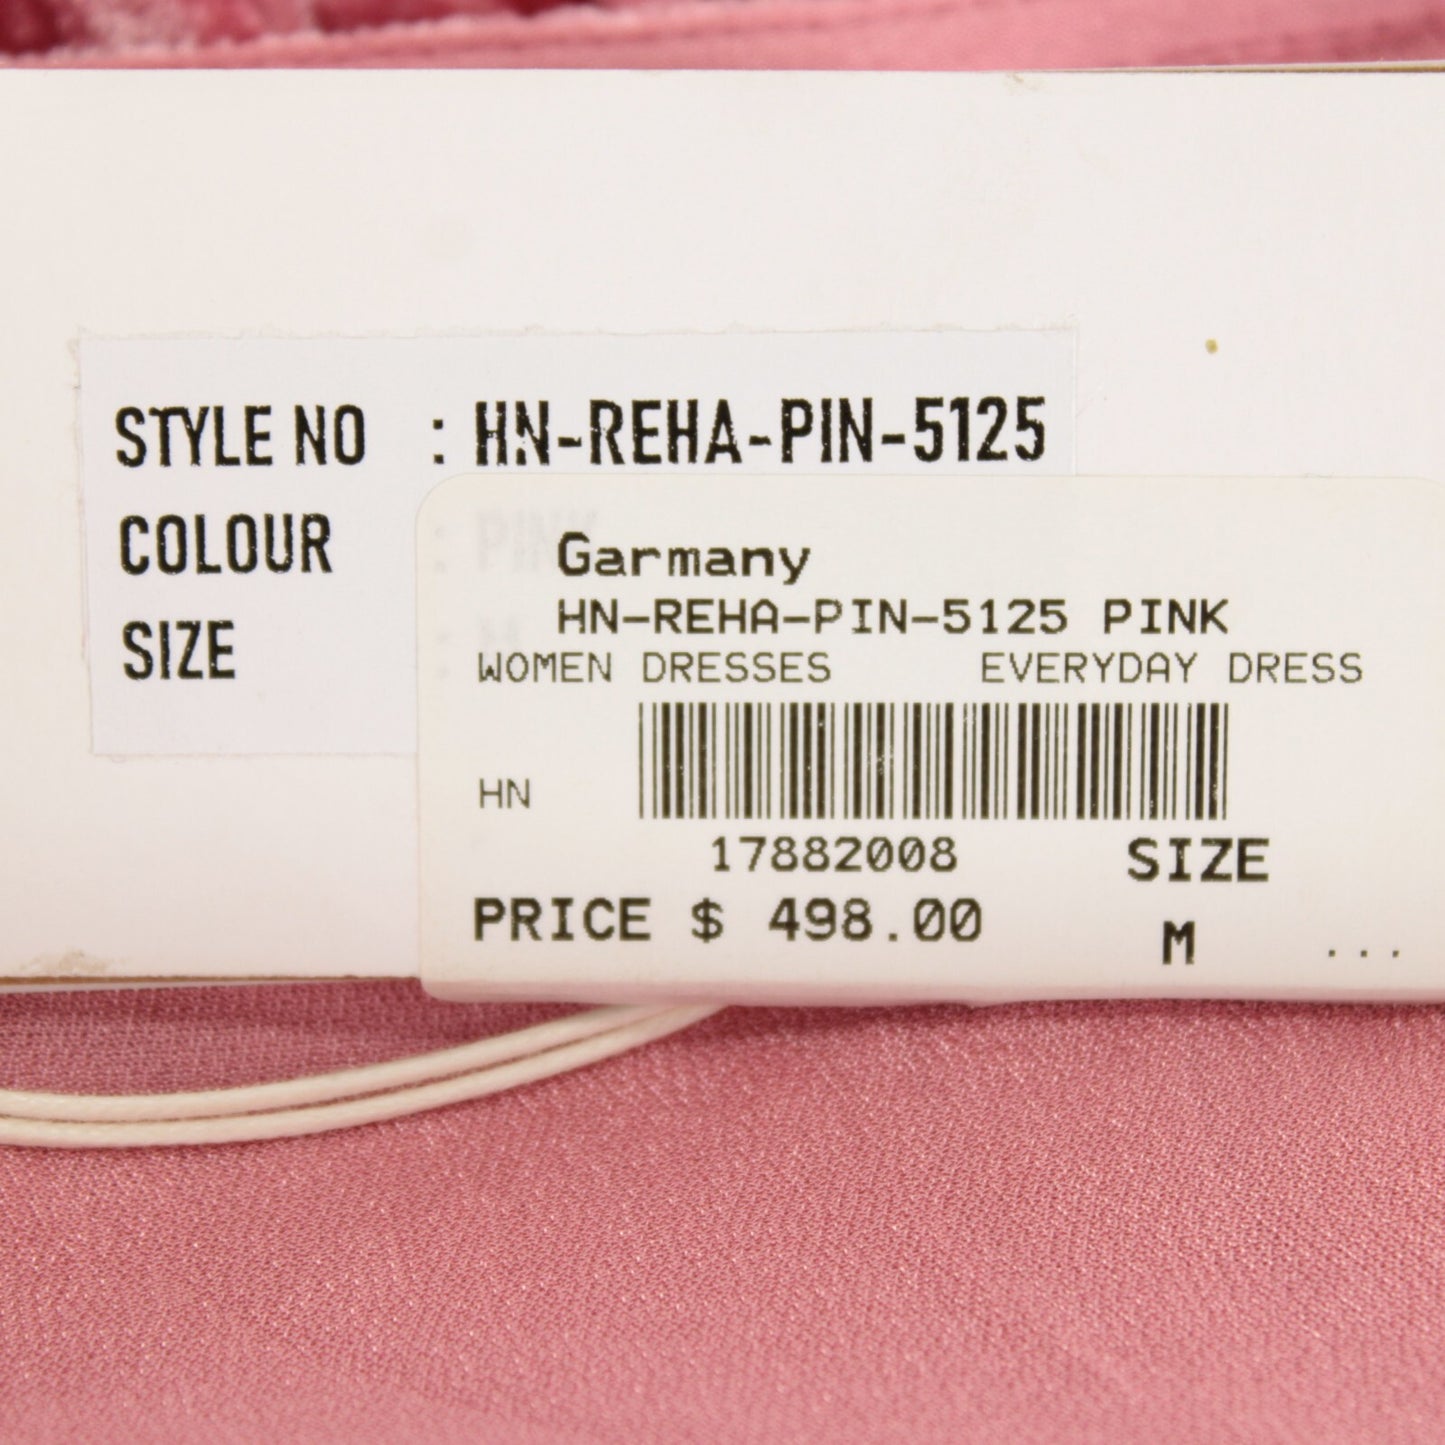 STYLE NO : HN-REHA-PIN-5125
COLOUR : PINK
SIZE : M
Garmany
HN-REHA-PIN-5125 PINK
WOMEN DRESSES EVERYDAY DRESS
HN
17882008 SIZE
PRICE $ 498.00
M ...